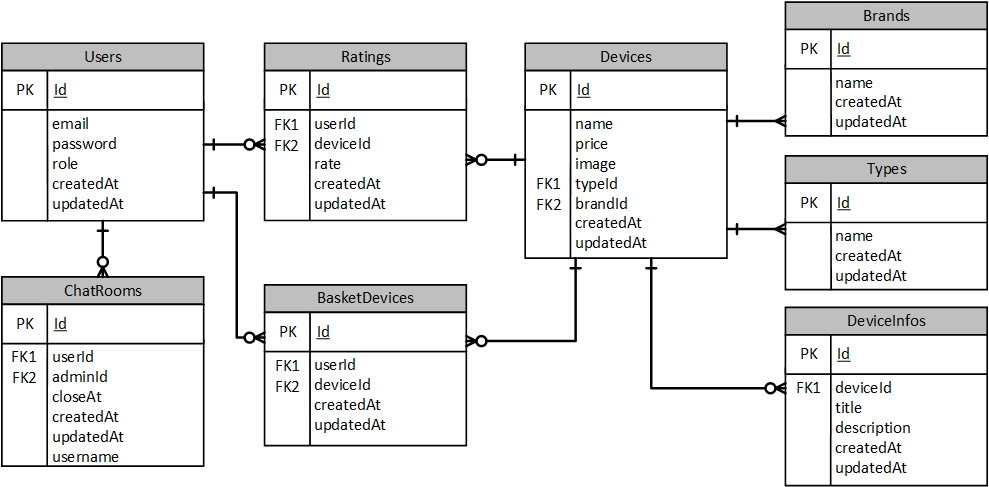 Users
PK Id
email
password
role
createdAt
updatedAt
Ratings
PK Id
FK1 userId
FK2 deviceId
rate
createdAt
updatedAt
Devices
PK Id
name
price
image
FK1 typeId
FK2 brandId
createdAt
updatedAt
Brands
PK Id
name
createdAt
updatedAt
Types
PK Id
name
createdAt
updatedAt
ChatRooms
PK Id
FK1 userId
FK2 adminId
closeAt
createdAt
updatedAt
username
BasketDevices
PK Id
FK1 userId
FK2 deviceId
createdAt
updatedAt
DeviceInfos
PK Id
FK1 deviceId
title
description
createdAt
updatedAt